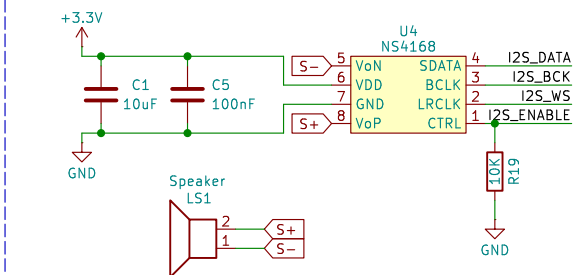 +3.3V
U4
NS4168
S- 5 VoN SDATA 4 I2S_DATA
6 VDD BCLK 3 I2S_BCK
7 GND LRCLK 2 I2S_WS
S+ 8 VoP CTRL 1 I2S_ENABLE
C1
10uF
C5
100nF
GND
10K
R19
GND
Speaker
LS1
2 S+
1 S-